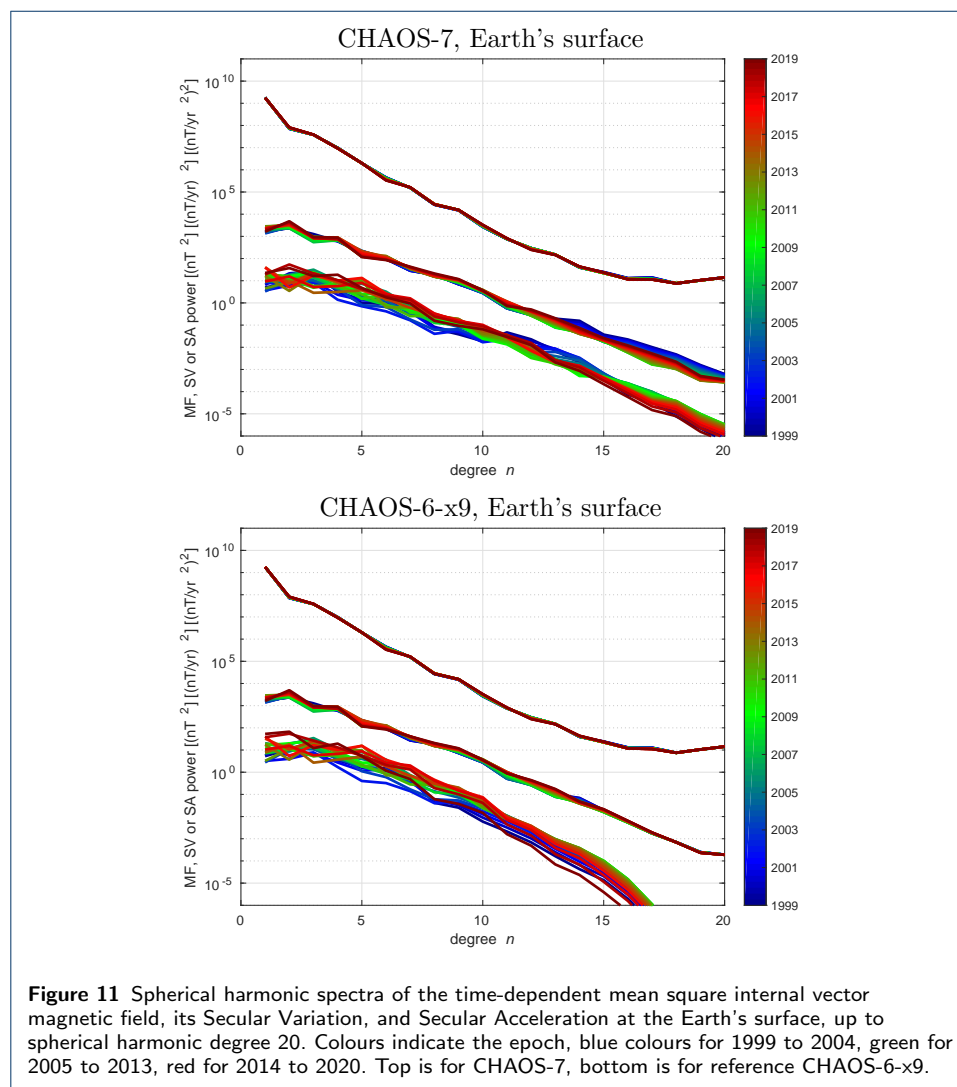 CHAOS-7, Earth's surface
MF, SV or SA power [(nT 2] [(nT/yr) 2] [(nT/yr 2)2]
10^10
10^5
10^0
10^-5
0 5 10 15 20
degree n
2019
2017
2015
2013
2011
2009
2007
2005
2003
2001
1999
CHAOS-6-x9, Earth's surface
MF, SV or SA power [(nT 2] [(nT/yr) 2] [(nT/yr 2)2]
10^10
10^5
10^0
10^-5
0 5 10 15 20
degree n
2019
2017
2015
2013
2011
2009
2007
2005
2003
2001
1999
Figure 11 Spherical harmonic spectra of the time-dependent mean square internal vector
magnetic field, its Secular Variation, and Secular Acceleration at the Earth's surface, up to
spherical harmonic degree 20. Colours indicate the epoch, blue colours for 1999 to 2004, green for
2005 to 2013, red for 2014 to 2020. Top is for CHAOS-7, bottom is for reference CHAOS-6-x9.